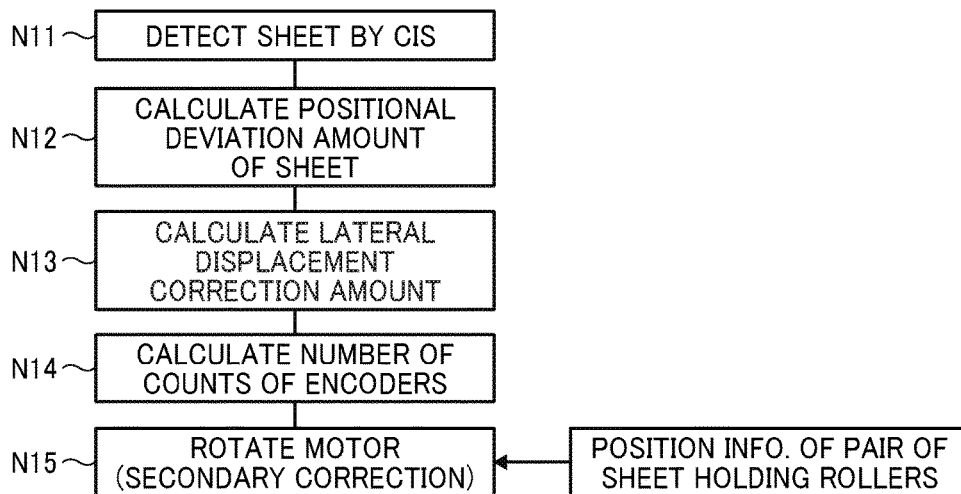 N11
DETECT SHEET BY CIS
N12
CALCULATE POSITIONAL
DEVIATION AMOUNT
OF SHEET
N13
CALCULATE LATERAL
DISPLACEMENT
CORRECTION AMOUNT
N14
CALCULATE NUMBER OF
COUNTS OF ENCODERS
N15
ROTATE MOTOR
(SECONDARY CORRECTION)
POSITION INFO. OF PAIR OF
SHEET HOLDING ROLLERS